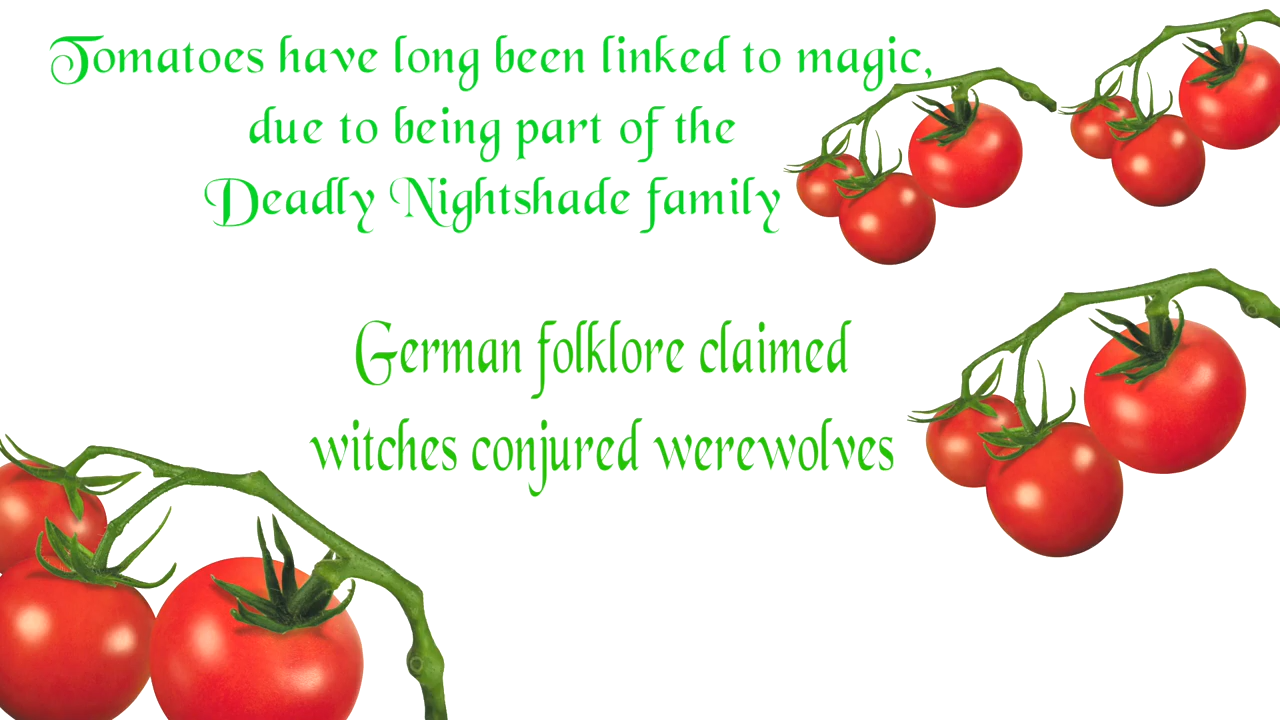 Tomatoes have long been linked to magic,
due to being part of the
Deadly Nightshade family
German folklore claimed
witches conjured werewolves